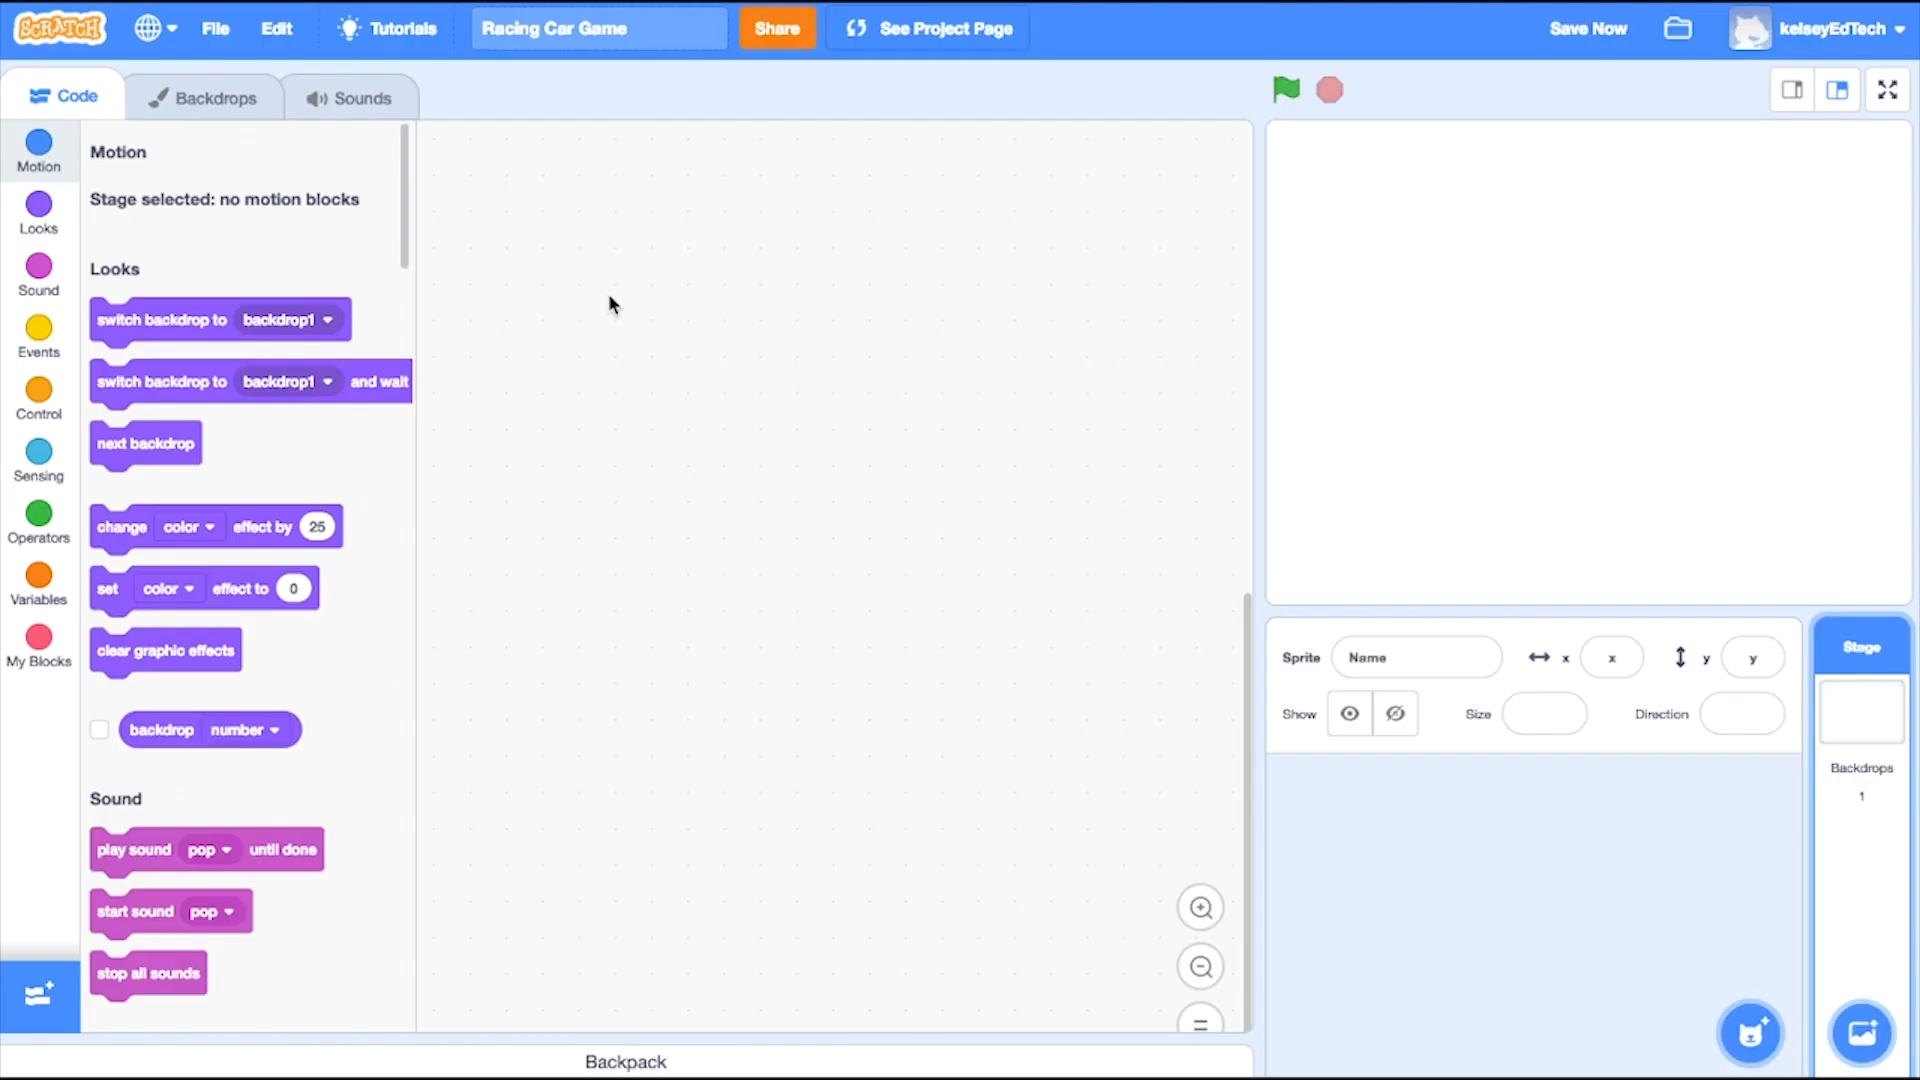 SCRATCH File Edit Tutorials Racing Car Game Share See Project Page Save Now kelseyEdTech
Code Backdrops Sounds
Motion
Looks
Sound
Events
Control
Sensing
Operators
Variables
My Blocks
Motion
Stage selected: no motion blocks
Looks
switch backdrop to backdrop1
switch backdrop to backdrop1 and wait
next backdrop
change color effect by 25
set color effect to 0
clear graphic effects
backdrop number
Sound
play sound pop until done
start sound pop
stop all sounds
Backpack
Sprite Name x x y y
Show Size Direction
Stage
Backdrops
1